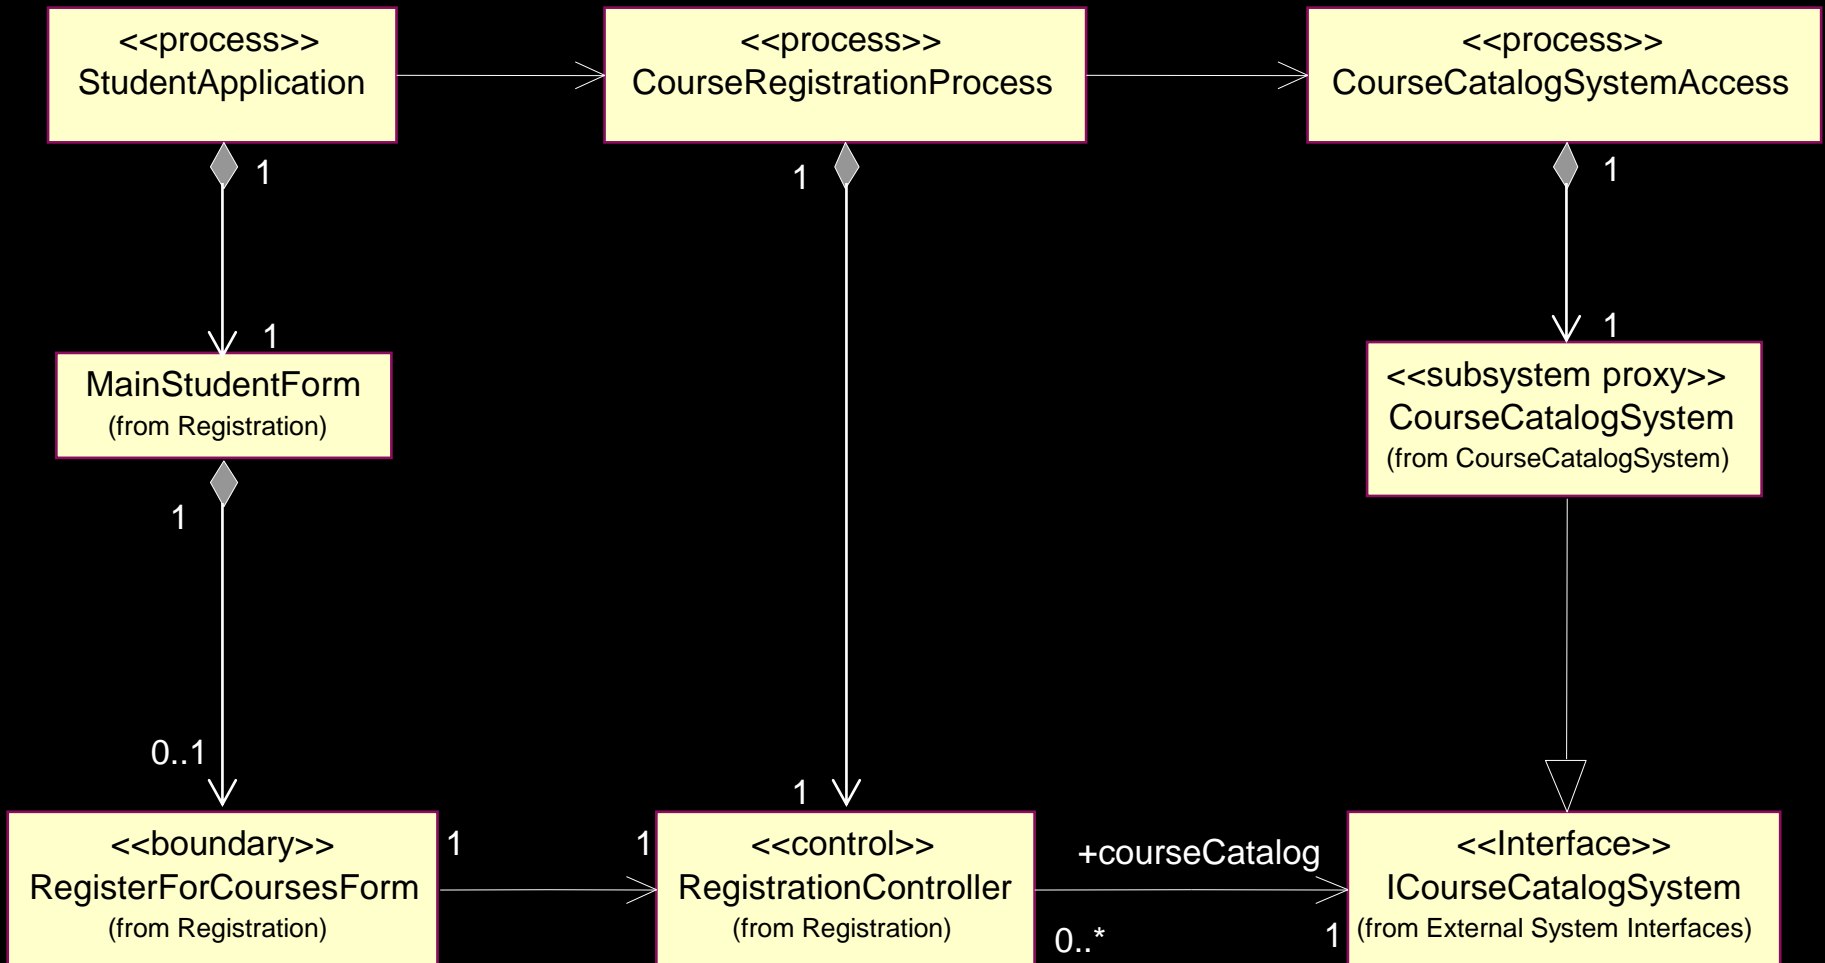 <<process>>
StudentApplication
<<process>>
CourseRegistrationProcess
<<process>>
CourseCatalogSystemAccess
1
1
1
1
1
MainStudentForm
(from Registration)
<<subsystem proxy>>
CourseCatalogSystem
(from CourseCatalogSystem)
1
0..1
1
<<boundary>>
RegisterForCoursesForm
(from Registration)
1
1
<<control>>
RegistrationController
(from Registration)
+courseCatalog
0..*
1
<<Interface>>
ICourseCatalogSystem
(from External System Interfaces)